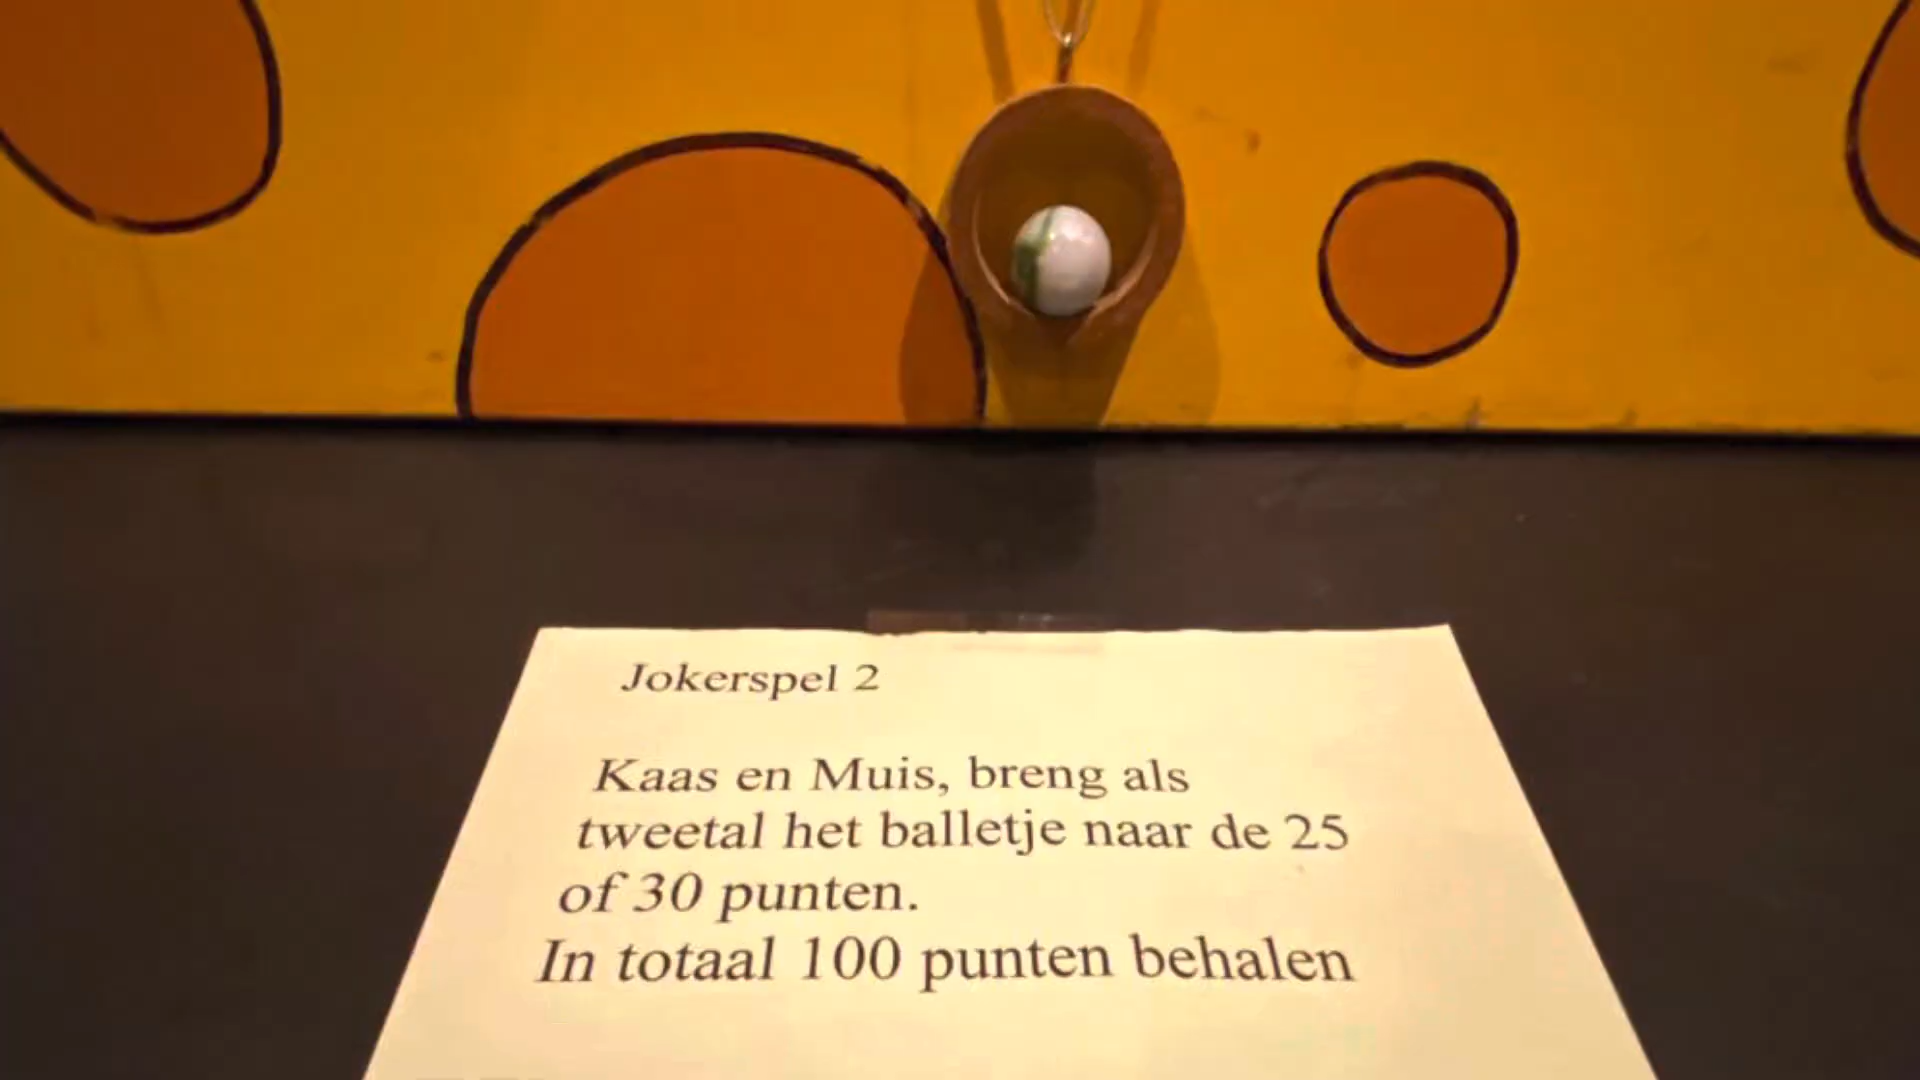 Jokerspel 2
Kaas en Muis, breng als
tweetal het balletje naar de 25
of 30 punten.
In totaal 100 punten behalen